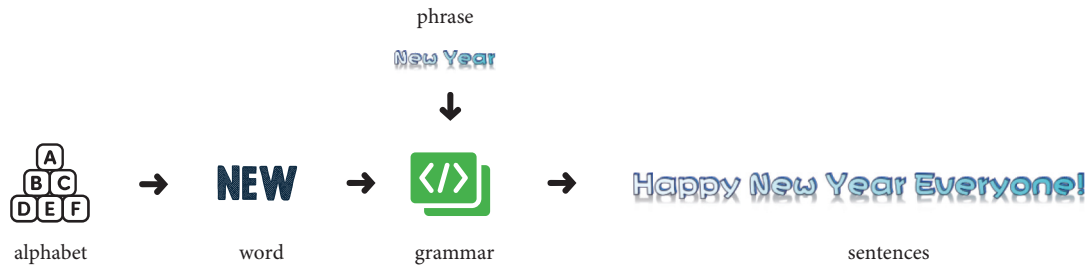 phrase
New Year
A
B C
D E F
NEW
</>
Happy New Year Everyone!
alphabet
word
grammar
sentences